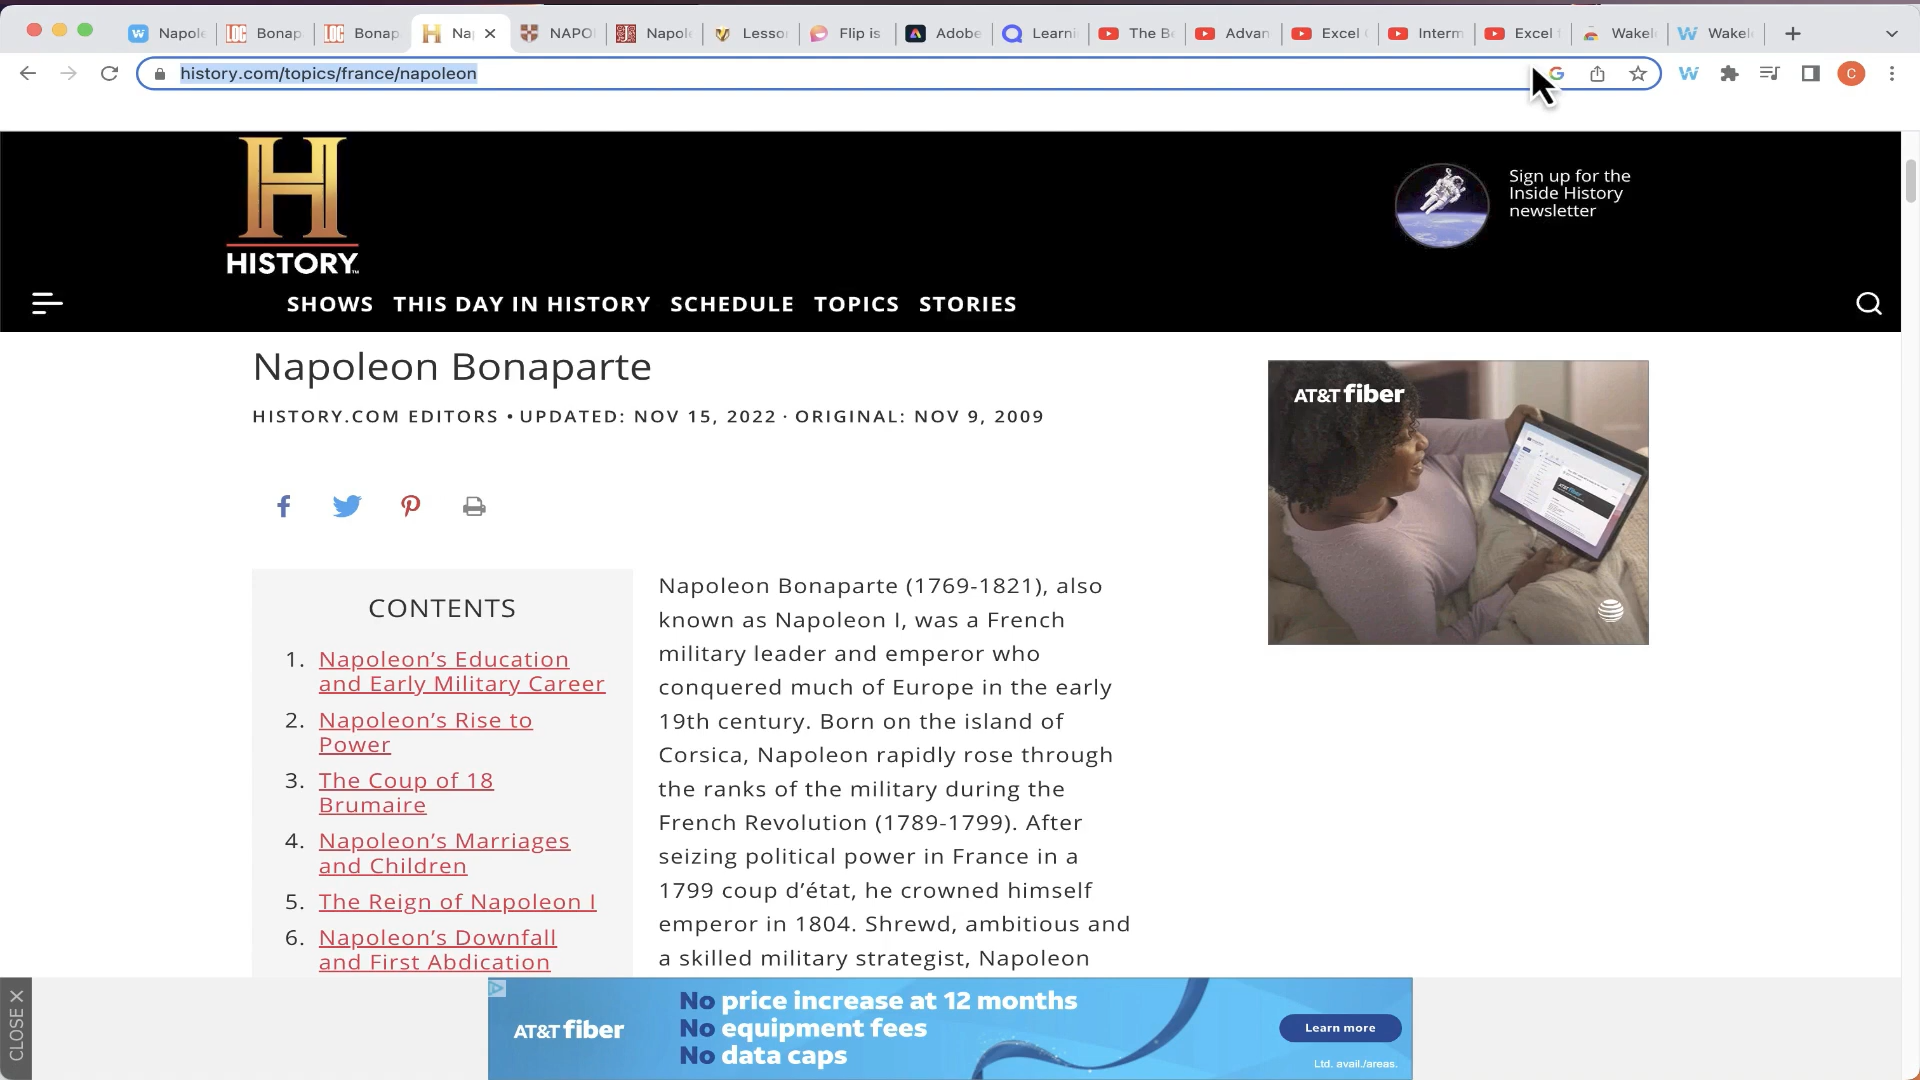 Napole
Bonap
Bonap
Na
NAPO
Napole
Lesso
Flip is
Adobe
Learni
The B
Advan
Excel
Interm
Excel
Wakel
Wakel
history.com/topics/france/napoleon
C
H
HISTORY
Sign up for the
Inside History
newsletter
SHOWS THIS DAY IN HISTORY SCHEDULE TOPICS STORIES
Napoleon Bonaparte
HISTORY.COM EDITORS • UPDATED: NOV 15, 2022 · ORIGINAL: NOV 9, 2009
AT&T fiber
CONTENTS
1. Napoleon’s Education
and Early Military Career
2. Napoleon’s Rise to
Power
3. The Coup of 18
Brumaire
4. Napoleon’s Marriages
and Children
5. The Reign of Napoleon I
6. Napoleon’s Downfall
and First Abdication
Napoleon Bonaparte (1769-1821), also
known as Napoleon I, was a French
military leader and emperor who
conquered much of Europe in the early
19th century. Born on the island of
Corsica, Napoleon rapidly rose through
the ranks of the military during the
French Revolution (1789-1799). After
seizing political power in France in a
1799 coup d’état, he crowned himself
emperor in 1804. Shrewd, ambitious and
a skilled military strategist, Napoleon
CLOSE X
AT&T fiber
No price increase at 12 months
No equipment fees
No data caps
Learn more
Ltd. avail./areas.